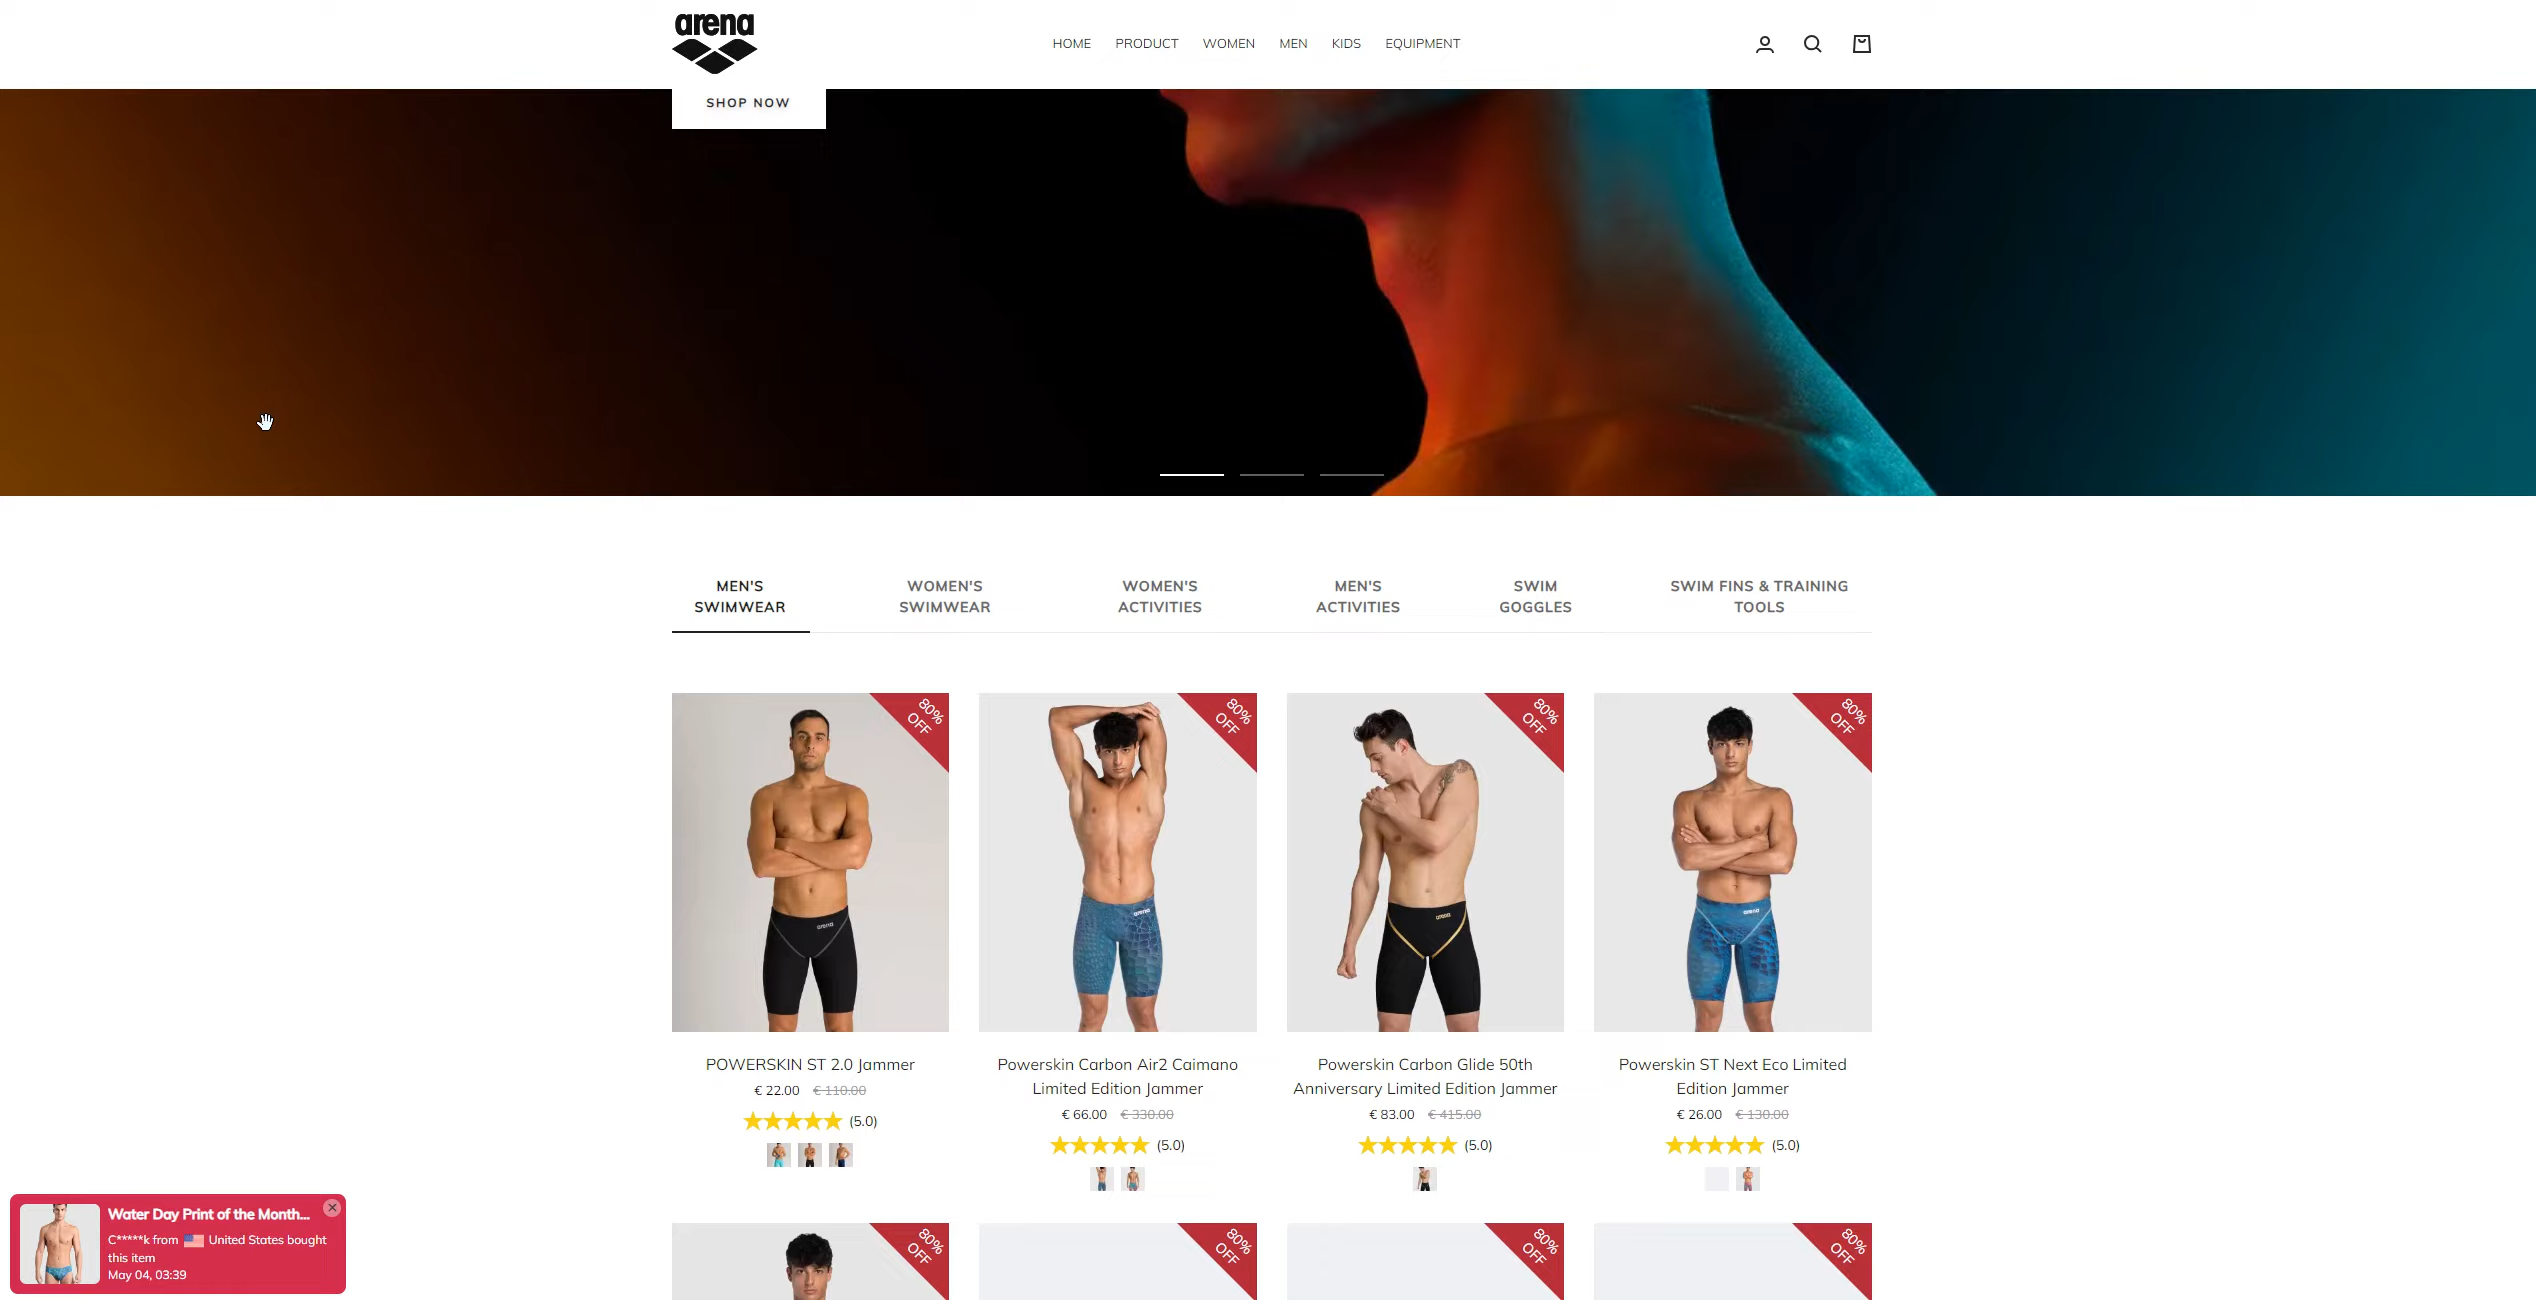 arena
HOME PRODUCT WOMEN MEN KIDS EQUIPMENT
SHOP NOW
MEN'S SWIMWEAR
WOMEN'S SWIMWEAR
WOMEN'S ACTIVITIES
MEN'S ACTIVITIES
SWIM GOGGLES
SWIM FINS & TRAINING TOOLS
80% OFF
80% OFF
80% OFF
80% OFF
arena
arena
arena
arena
POWERSKIN ST 2.0 Jammer
€ 22.00 € 110.00
(5.0)
Powerskin Carbon Air2 Caimano
Limited Edition Jammer
€ 66.00 € 330.00
(5.0)
Powerskin Carbon Glide 50th
Anniversary Limited Edition Jammer
€ 83.00 € 415.00
(5.0)
Powerskin ST Next Eco Limited
Edition Jammer
€ 26.00 € 130.00
(5.0)
80% OFF
80% OFF
80% OFF
80% OFF
Water Day Print of the Month...
C*****k from United States bought
this item
May 04, 03:39